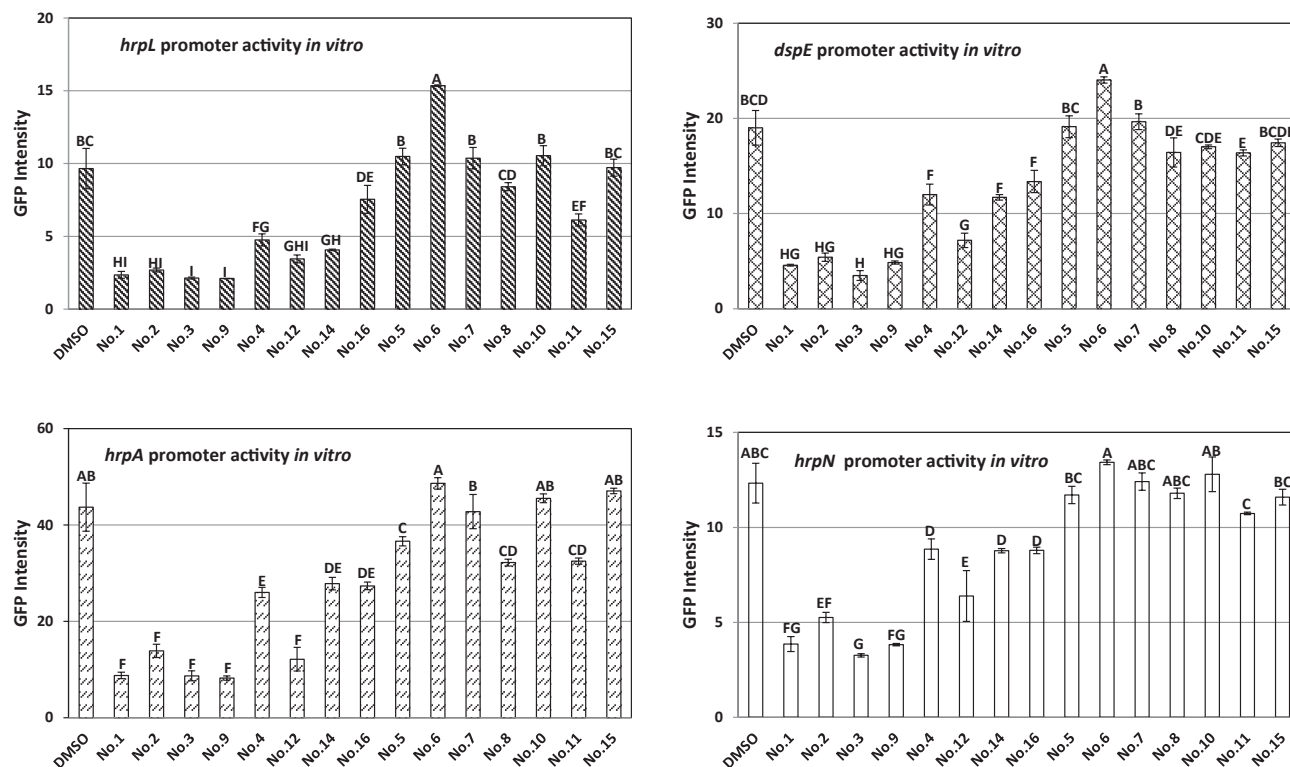 hrpL promoter activity in vitro
GFP Intensity
20
15
10
5
0
BC HI HI I I FG GHI GH DE B A B CD B EF BC
DMSO No.1 No.2 No.3 No.9 No.4 No.12 No.14 No.16 No.5 No.6 No.7 No.8 No.10 No.11 No.15
dspE promoter activity in vitro
GFP Intensity
30
20
10
0
BCD HG HG H HG F G F F BC A B DE CDE E BCDE
DMSO No.1 No.2 No.3 No.9 No.4 No.12 No.14 No.16 No.5 No.6 No.7 No.8 No.10 No.11 No.15
hrpA promoter activity in vitro
GFP Intensity
60
40
20
0
AB F F F F E F DE DE C A B CD AB CD AB
DMSO No.1 No.2 No.3 No.9 No.4 No.12 No.14 No.16 No.5 No.6 No.7 No.8 No.10 No.11 No.15
hrpN promoter activity in vitro
GFP Intensity
15
10
5
0
ABC FG EF G FG D E D D BC A ABC ABC AB C BC
DMSO No.1 No.2 No.3 No.9 No.4 No.12 No.14 No.16 No.5 No.6 No.7 No.8 No.10 No.11 No.15